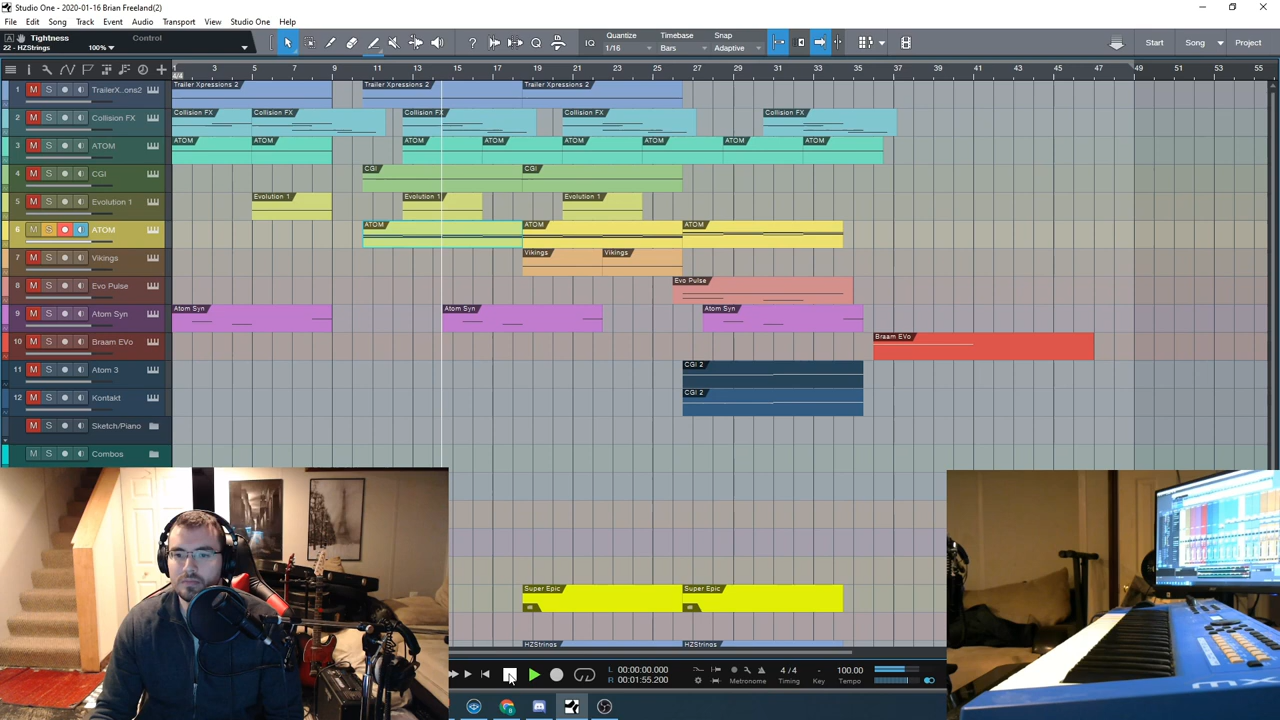 Studio One - 2020-01-16 Brian Freeland(2)
File Edit Song Track Event Audio Transport View Studio One Help
Tightness Control
22 - HZStrings 100%
Quantize Timebase Snap
1/16 Bars Adaptive
IQ
Start Song Project
1 3 5 7 9 11 13 15 17 19 21 23 25 27 29 31 33 35 37 39 41 43 45 47 49 51 53 55
4/4
1 M S TrailerX..ons2 Trailer Xpressions 2 Trailer Xpressions 2 Trailer Xpressions 2
2 M S Collision FX Collision FX Collision FX Collision FX Collision FX Collision FX
3 M S ATOM ATOM ATOM ATOM ATOM ATOM ATOM ATOM ATOM
4 M S CGI CGI CGI
5 M S Evolution 1 Evolution 1 Evolution 1 Evolution 1
6 M S ATOM ATOM ATOM ATOM
7 M S Vikings Vikings Vikings
8 M S Evo Pulse Evo Pulse
9 M S Atom Syn Atom Syn Atom Syn Atom Syn
10 M S Braam EVo Braam EVo
11 M S Atom 3 CGI 2
12 M S Kontakt CGI 2
M S Sketch/Piano
M S Combos
Super Epic Super Epic
HZStrings HZStrings
L 00:00:00.000
R 00:01:55.200
Metronome
4 / 4 - 100.00
Timing Key Tempo